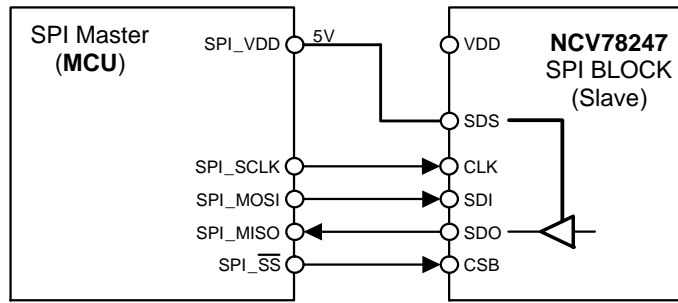 SPI Master
(MCU)
SPI_VDD
5V
VDD
NCV78247
SPI BLOCK
(Slave)
SDS
SPI_SCLK
CLK
SPI_MOSI
SDI
SPI_MISO
SDO
SPI_SS
CSB